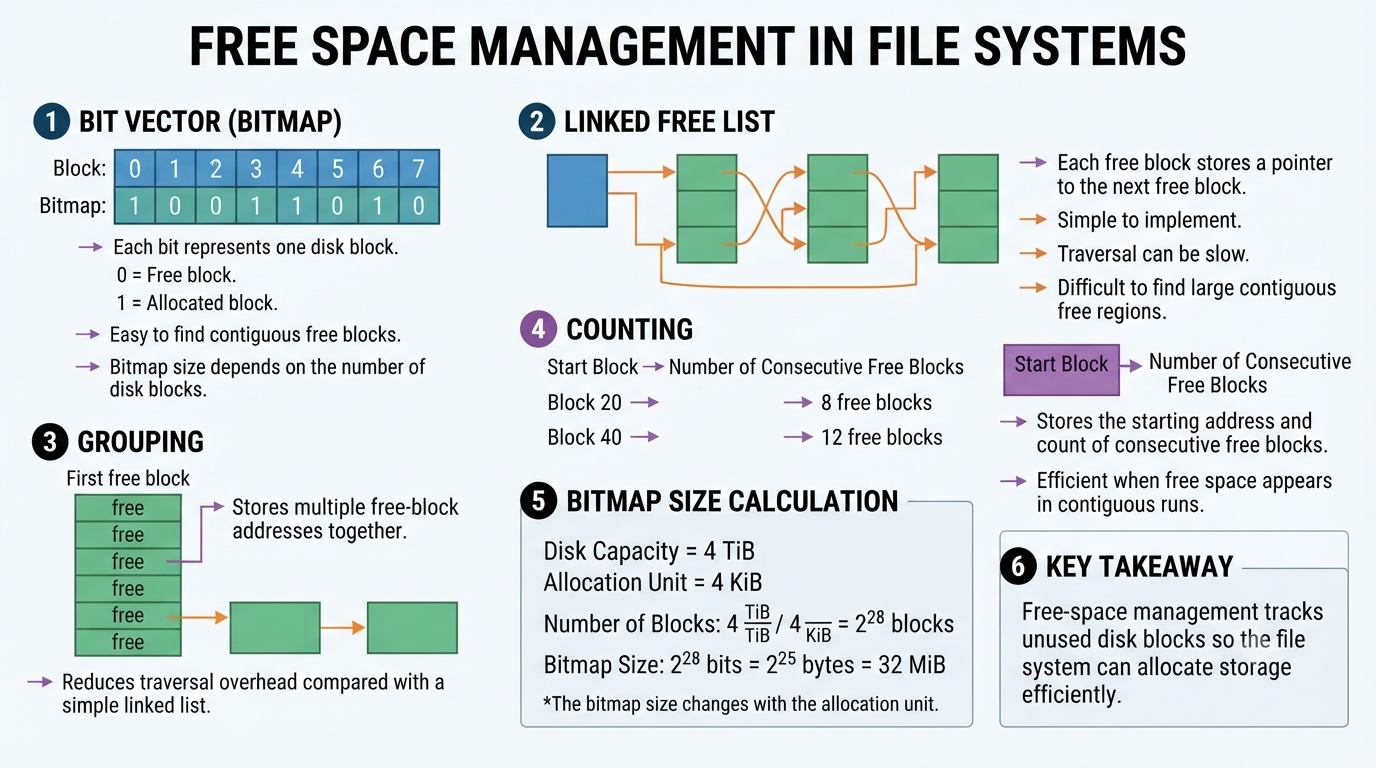 FREE SPACE MANAGEMENT IN FILE SYSTEMS
1 BIT VECTOR (BITMAP)
Block: 0 1 2 3 4 5 6 7
Bitmap: 1 0 0 1 1 0 1 0
Each bit represents one disk block.
0 = Free block.
1 = Allocated block.
Easy to find contiguous free blocks.
Bitmap size depends on the number of
disk blocks.
2 LINKED FREE LIST
Each free block stores a pointer
to the next free block.
Simple to implement.
Traversal can be slow.
Difficult to find large contiguous
free regions.
3 GROUPING
First free block
free
free
free
free
free
free
Stores multiple free-block
addresses together.
Reduces traversal overhead compared with a
simple linked list.
4 COUNTING
Start Block → Number of Consecutive Free Blocks
Block 20 → → 8 free blocks
Block 40 → → 12 free blocks
Start Block → Number of Consecutive
Free Blocks
Stores the starting address and
count of consecutive free blocks.
Efficient when free space appears
in contiguous runs.
5 BITMAP SIZE CALCULATION
Disk Capacity = 4 TiB
Allocation Unit = 4 KiB
Number of Blocks: 4 TiB/TiB / 4 /KiB = 2²⁸ blocks
Bitmap Size: 2²⁸ bits = 2²⁵ bytes = 32 MiB
*The bitmap size changes with the allocation unit.
6 KEY TAKEAWAY
Free-space management tracks
unused disk blocks so the file
system can allocate storage
efficiently.